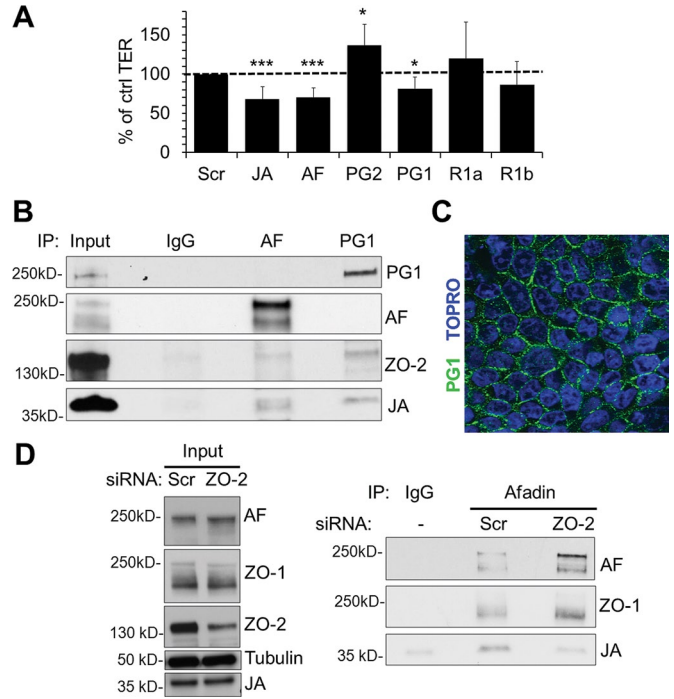 A
% of ctrl TER
150
100
50
0
*
*** *** *
Scr JA AF PG2 PG1 R1a R1b
B
IP: Input IgG AF PG1
250kD- PG1
250kD- AF
130kD- ZO-2
35kD- JA
C
PG1 TOPRO
D
Input
siRNA: Scr ZO-2
250kD- AF
250kD- ZO-1
130 kD- ZO-2
50 kD- Tubulin
35 kD- JA
IP: IgG Afadin
siRNA: - Scr ZO-2
250kD- AF
250kD- ZO-1
35 kD- JA